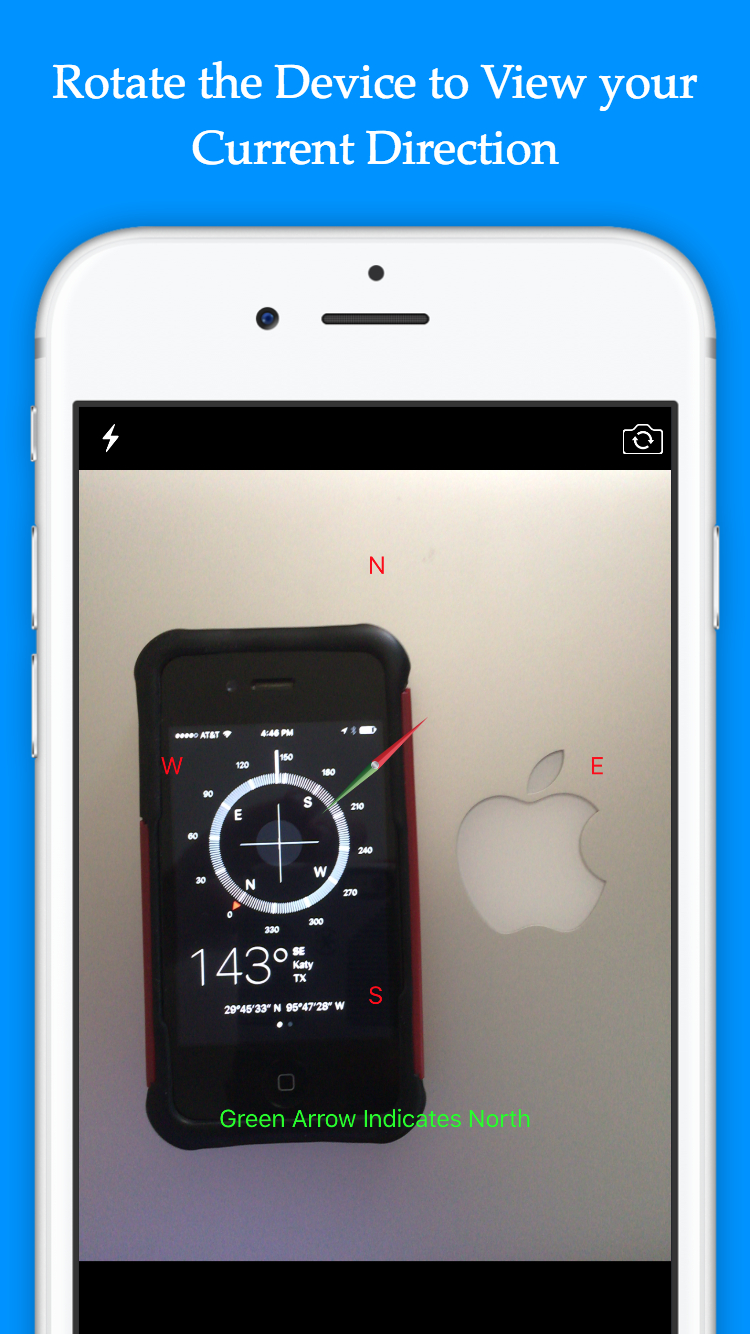 Rotate the Device to View your
Current Direction
N
AT&T 4:46 PM
W
E
120
150
180
90
E
S
210
60
240
30
N
W
270
0
330
300
143° SE
Katy
TX
29°45'33" N 95°47'28" W
S
Green Arrow Indicates North